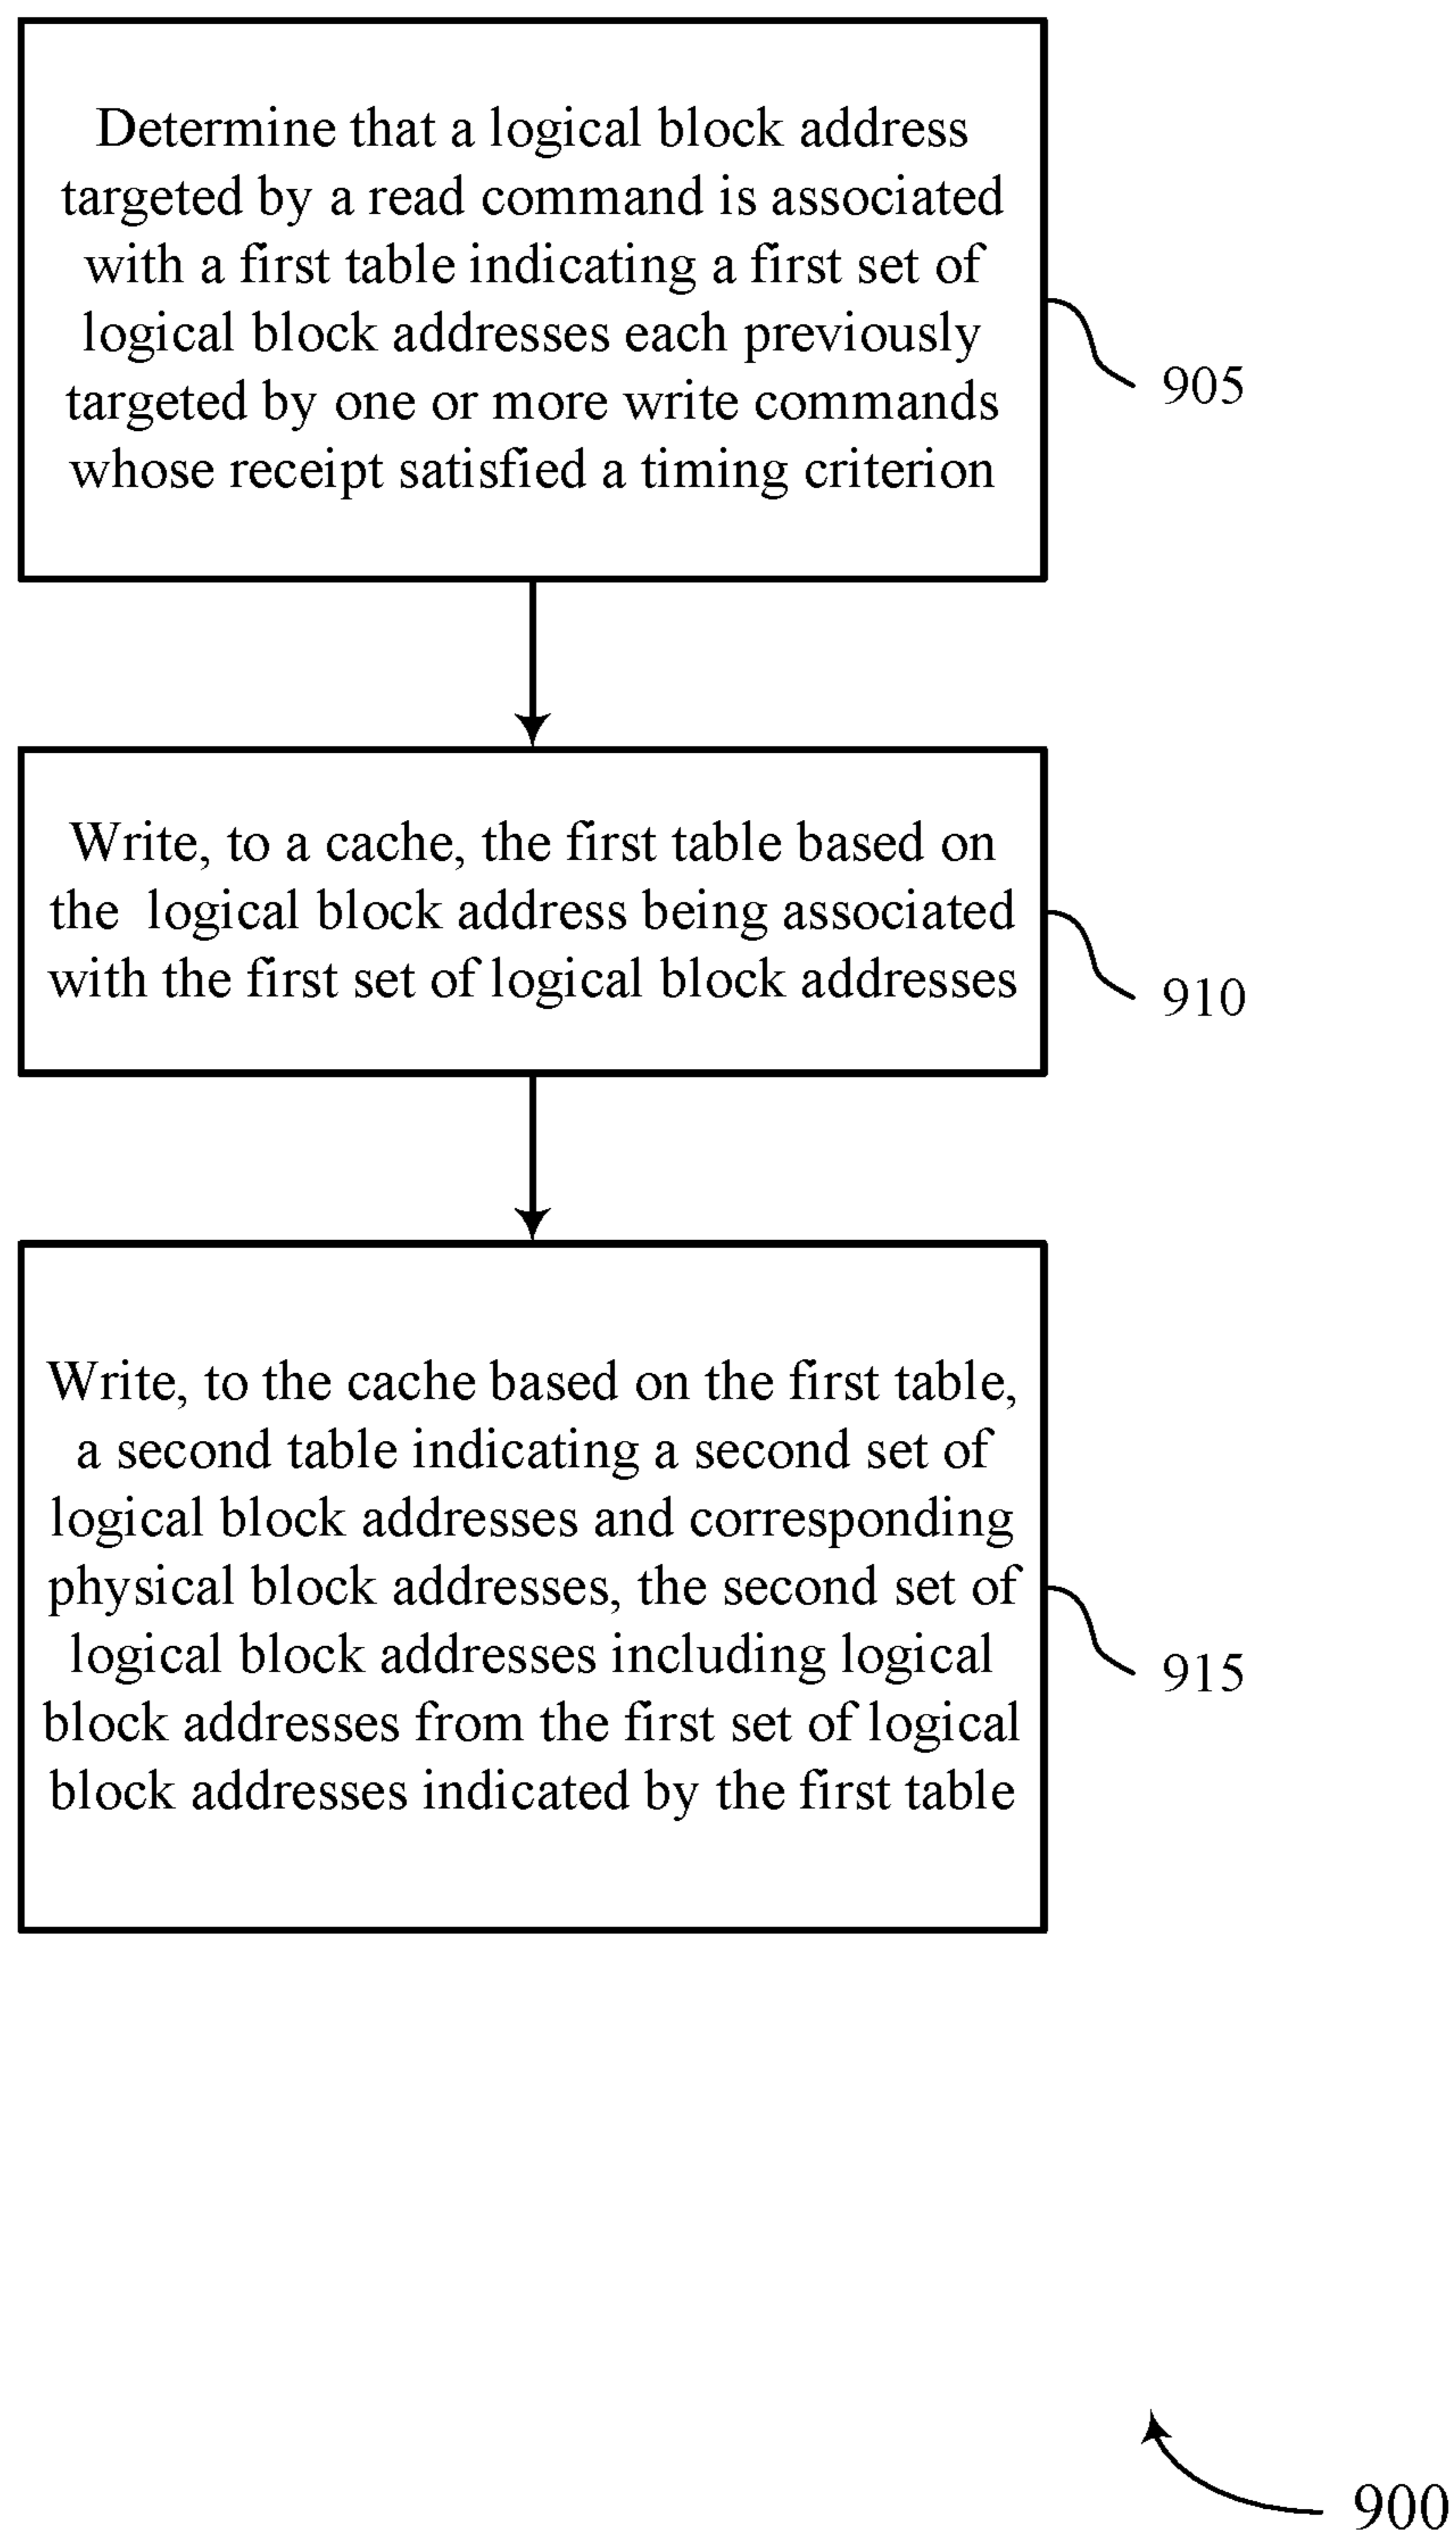 Determine that a logical block address
targeted by a read command is associated
with a first table indicating a first set of
logical block addresses each previously
targeted by one or more write commands
whose receipt satisfied a timing criterion
905
Write, to a cache, the first table based on
the logical block address being associated
with the first set of logical block addresses
910
Write, to the cache based on the first table,
a second table indicating a second set of
logical block addresses and corresponding
physical block addresses, the second set of
logical block addresses including logical
block addresses from the first set of logical
block addresses indicated by the first table
915
900